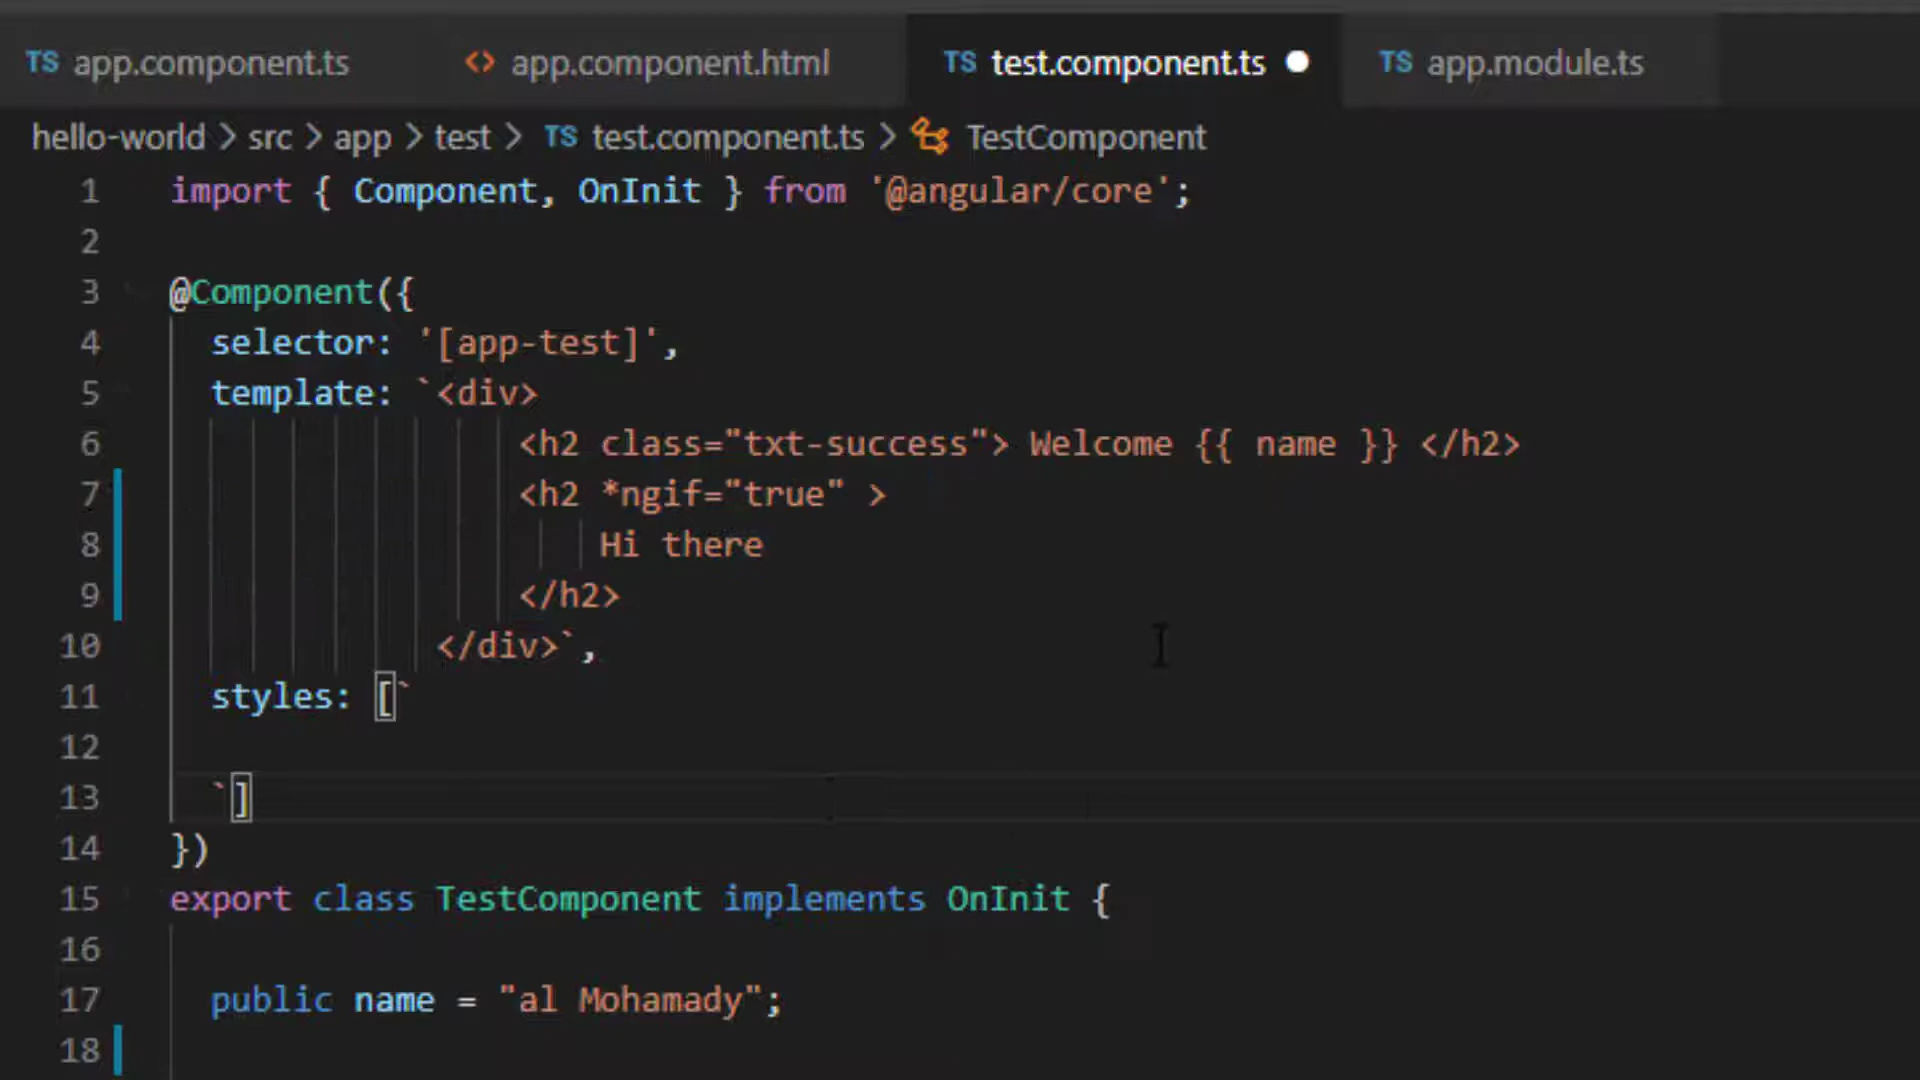 TS app.component.ts <> app.component.html TS test.component.ts TS app.module.ts
hello-world > src > app > test > TS test.component.ts > TestComponent
1 import { Component, OnInit } from '@angular/core';
2
3 @Component({
4 selector: '[app-test]',
5 template: `<div>
6 <h2 class="txt-success"> Welcome {{ name }} </h2>
7 <h2 *ngif="true" >
8 Hi there
9 </h2>
10 </div>`,
11 styles: [`
12
13 `]
14 })
15 export class TestComponent implements OnInit {
16
17 public name = "al Mohamady";
18